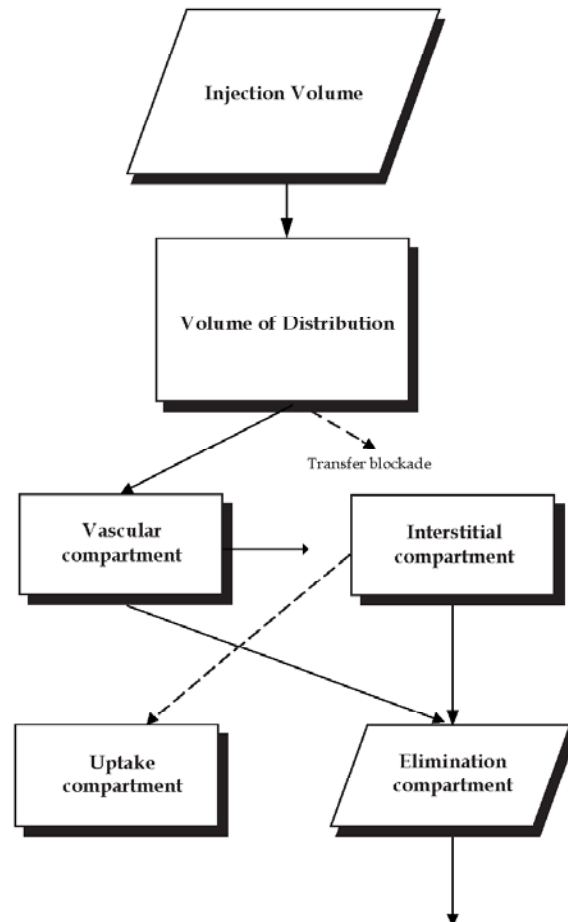 Injection Volume
Volume of Distribution
Transfer blockade
Vascular
compartment
Interstitial
compartment
Uptake
compartment
Elimination
compartment